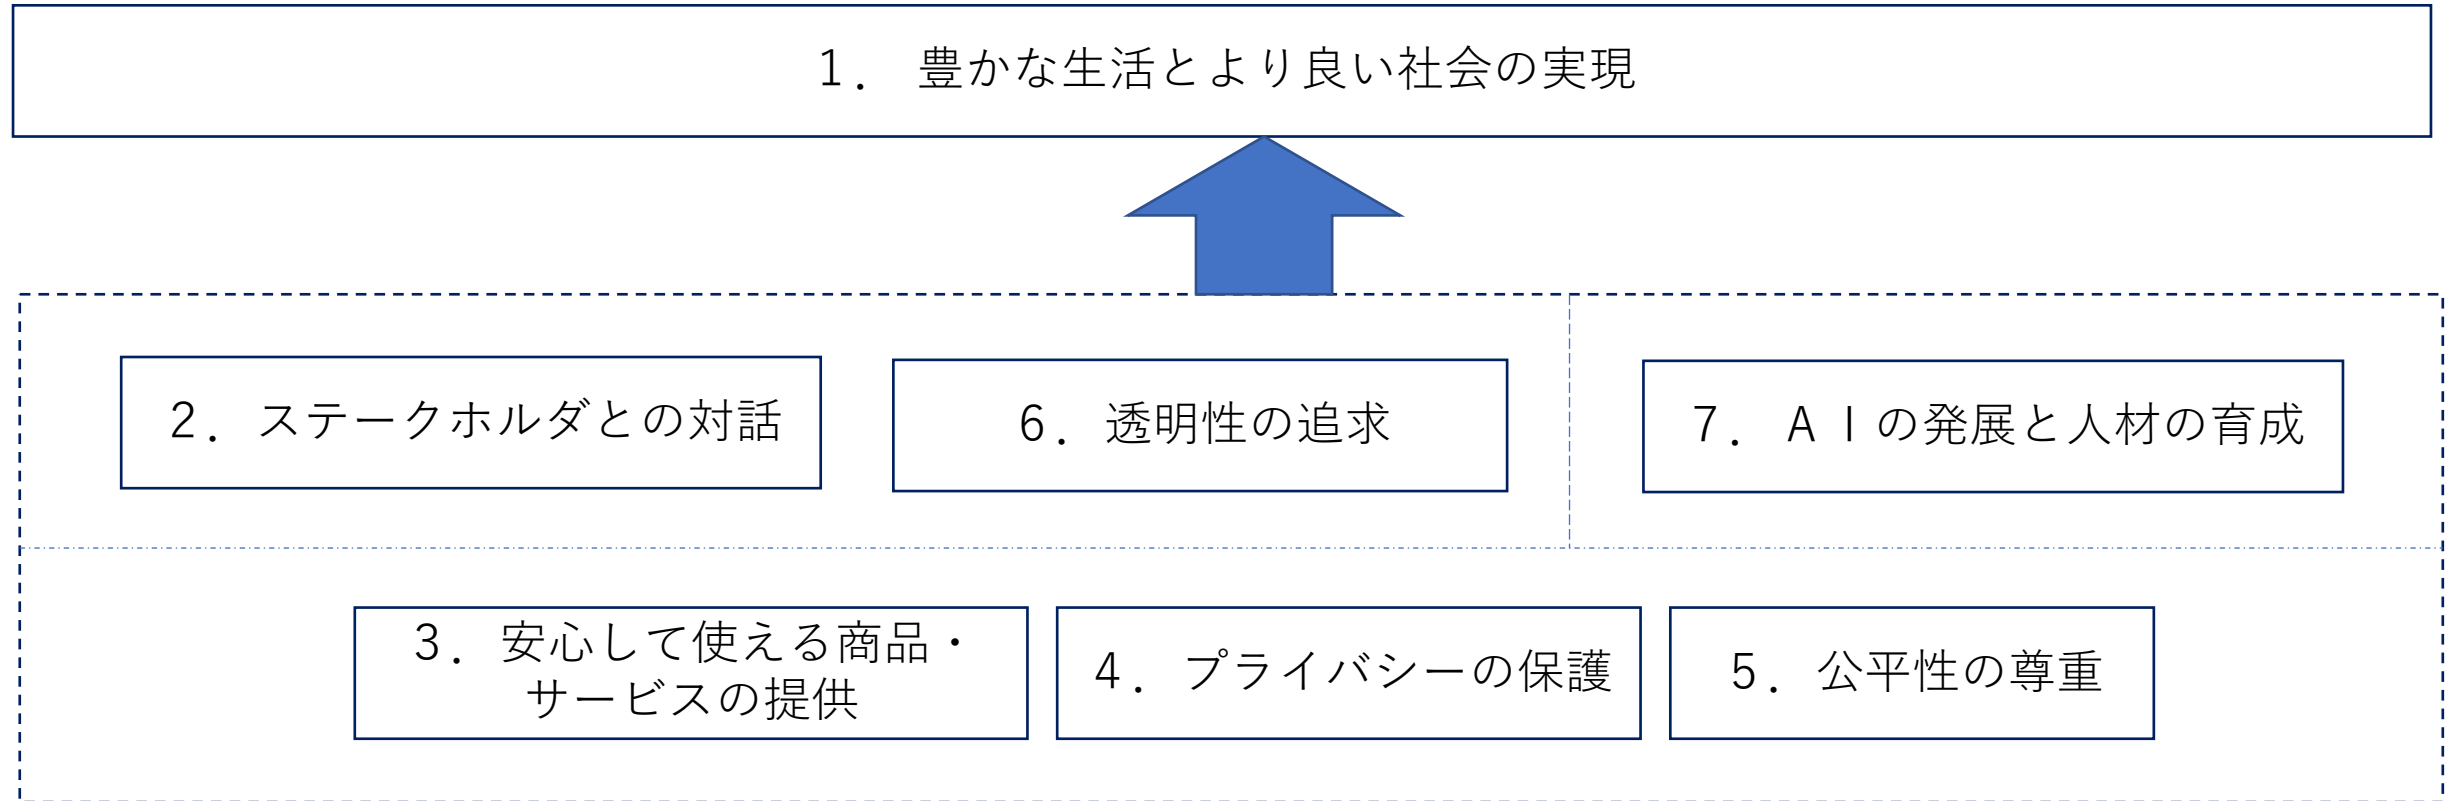 １． 豊かな生活とより良い社会の実現
２．ステークホルダとの対話
６．透明性の追求
７．ＡＩの発展と人材の育成
３．安心して使える商品・
サービスの提供
４．プライバシーの保護
５．公平性の尊重